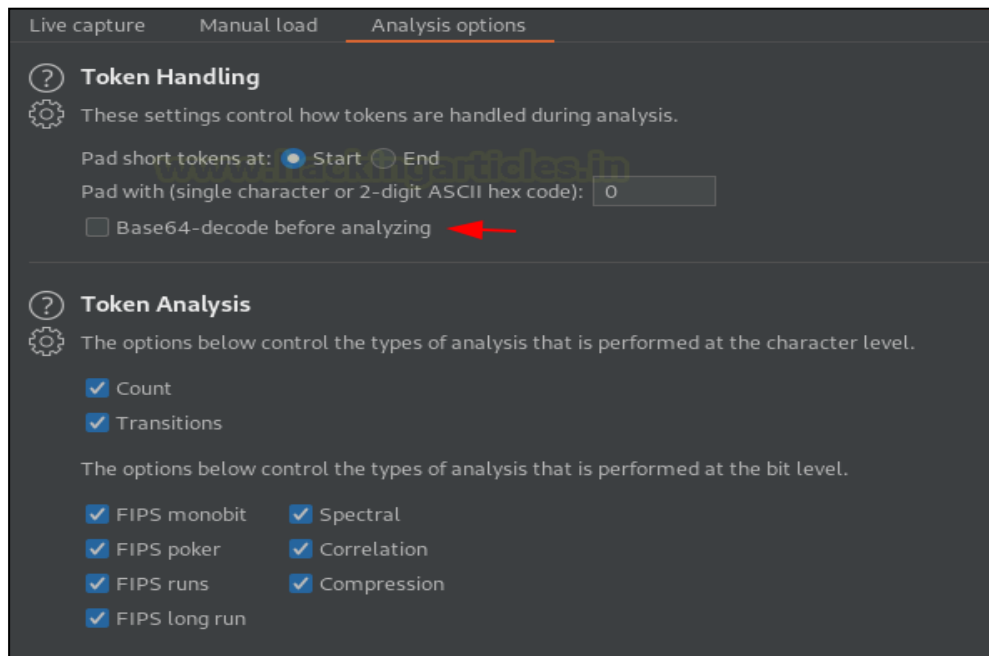 Live capture Manual load Analysis options
? Token Handling
These settings control how tokens are handled during analysis.
Pad short tokens at: Start End
www.hackingarticles.in
Pad with (single character or 2-digit ASCII hex code): 0
Base64-decode before analyzing
? Token Analysis
The options below control the types of analysis that is performed at the character level.
Count
Transitions
The options below control the types of analysis that is performed at the bit level.
FIPS monobit Spectral
FIPS poker Correlation
FIPS runs Compression
FIPS long run